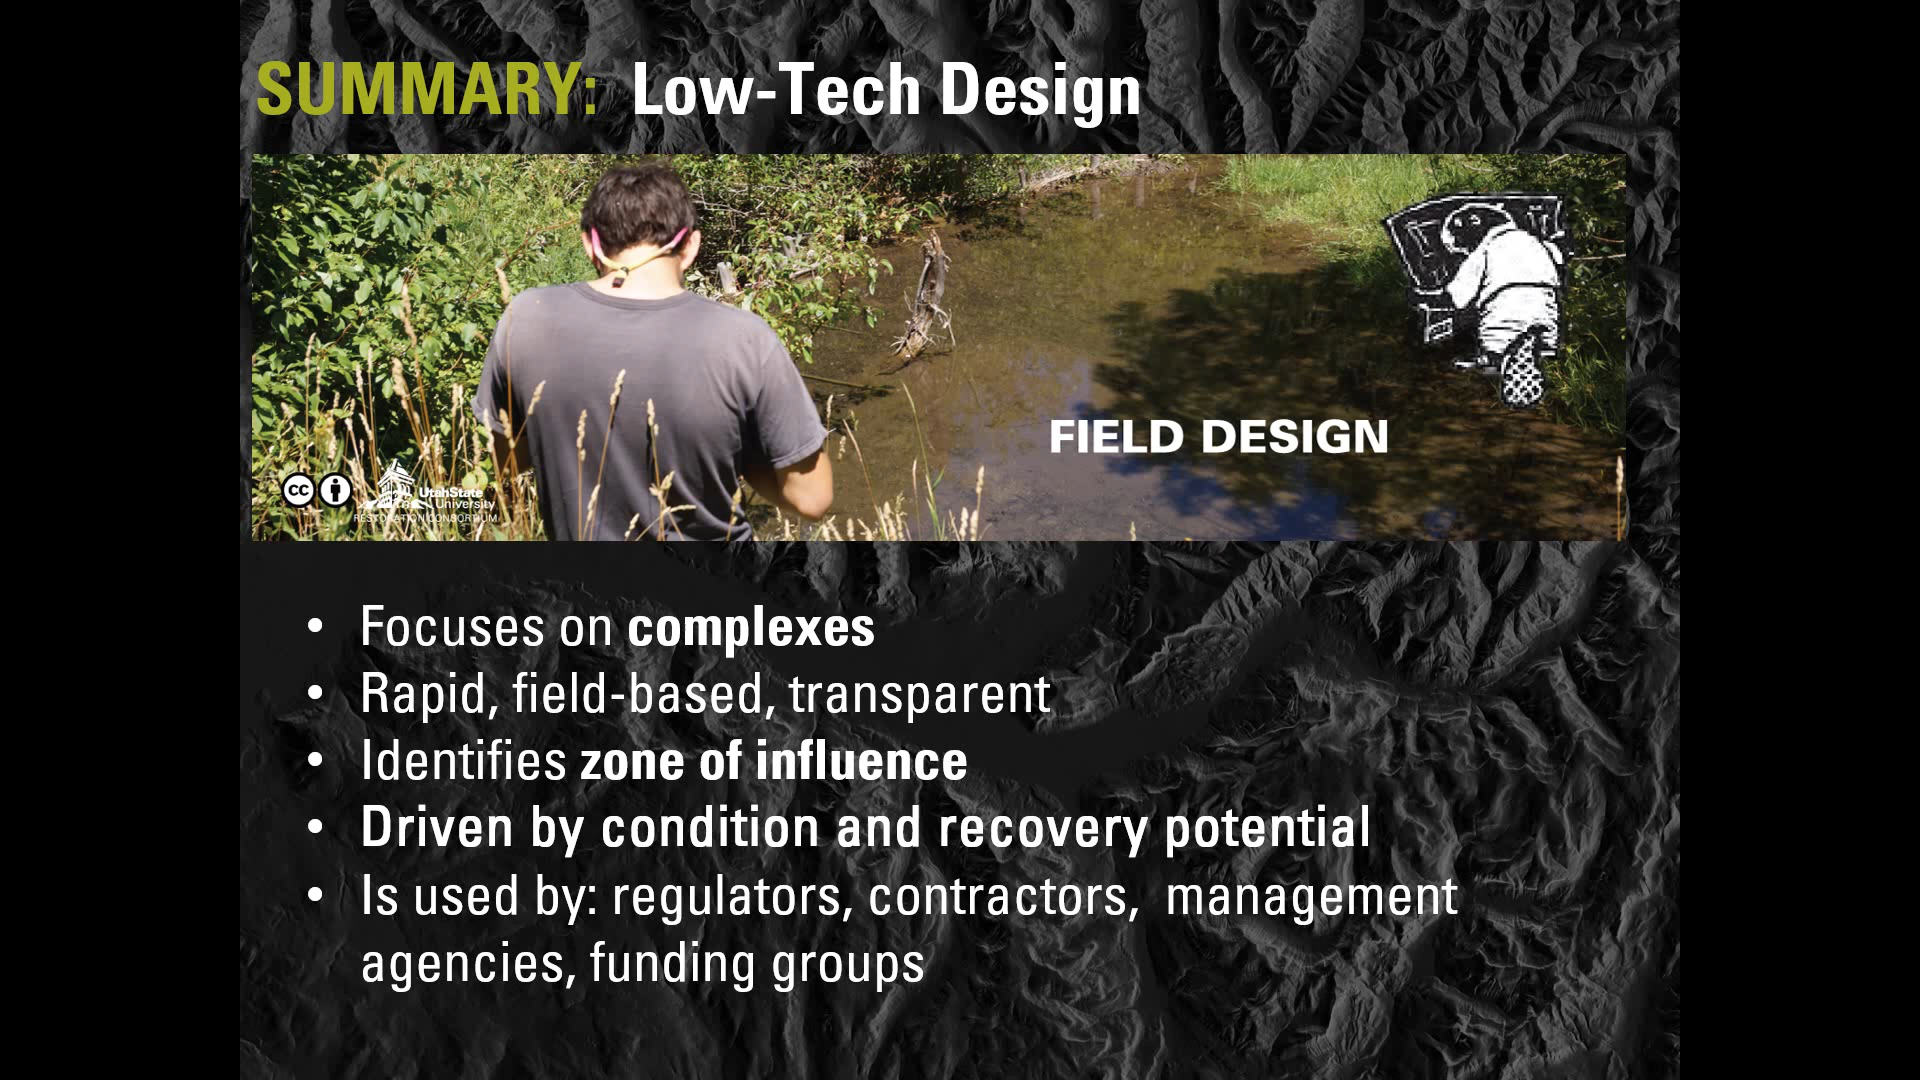 SUMMARY: Low-Tech Design
FIELD DESIGN
cc
UtahState
University
RESTORATION CONSORTIUM
• Focuses on complexes
• Rapid, field-based, transparent
• Identifies zone of influence
• Driven by condition and recovery potential
• Is used by: regulators, contractors, management
agencies, funding groups